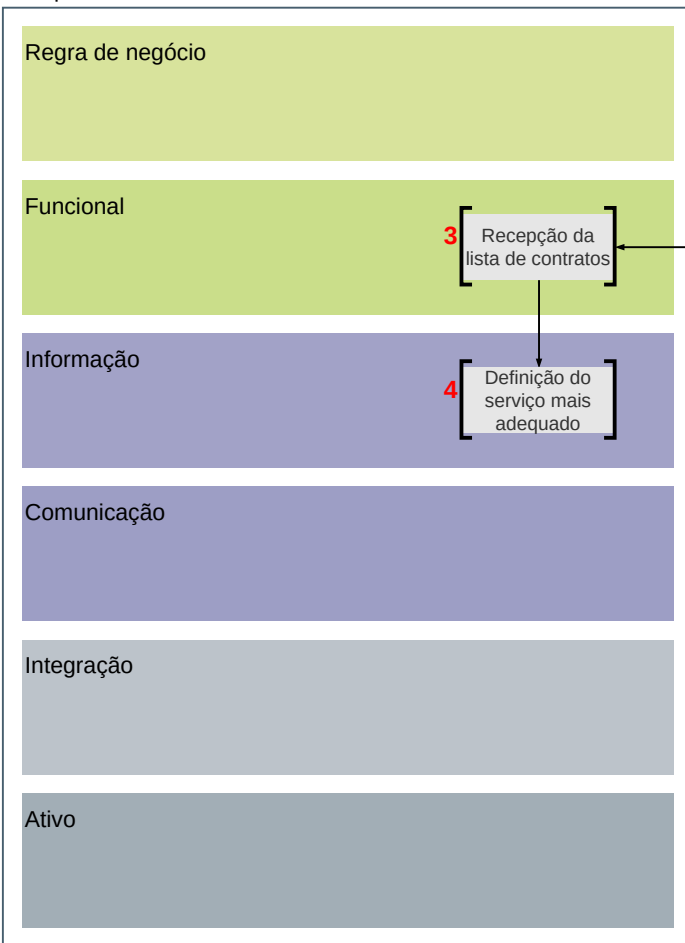 Regra de negócio
Funcional
3
Recepção da
lista de contratos
Informação
4
Definição do
serviço mais
adequado
Comunicação
Integração
Ativo